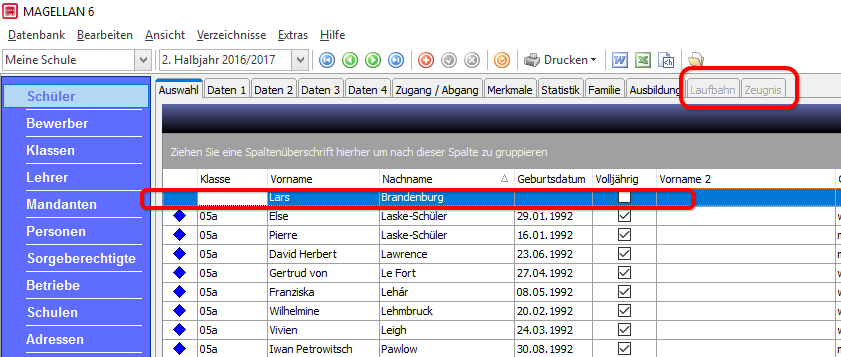 MAGELLAN 6
Datenbank Bearbeiten Ansicht Verzeichnisse Extras Hilfe
Meine Schule 2. Halbjahr 2016/2017 Drucken
Schüler
Bewerber
Klassen
Lehrer
Mandanten
Personen
Sorgeberechtigte
Betriebe
Schulen
Adressen
Auswahl Daten 1 Daten 2 Daten 3 Daten 4 Zugang / Abgang Merkmale Statistik Familie Ausbildung Laufbahn Zeugnis
Ziehen Sie eine Spaltenüberschrift hierher um nach dieser Spalte zu gruppieren
Klasse Vorname Nachname Geburtsdatum Volljährig Vorname 2
Lars Brandenburg
05a Else Laske-Schüler 29.01.1992
05a Pierre Laske-Schüler 16.01.1992
05a David Herbert Lawrence 23.06.1992
05a Gertrud von Le Fort 27.04.1992
05a Franziska Lehár 08.05.1992
05a Wilhelmine Lehmbruck 20.02.1992
05a Vivien Leigh 24.03.1992
05a Iwan Petrowitsch Pawlow 30.08.1992